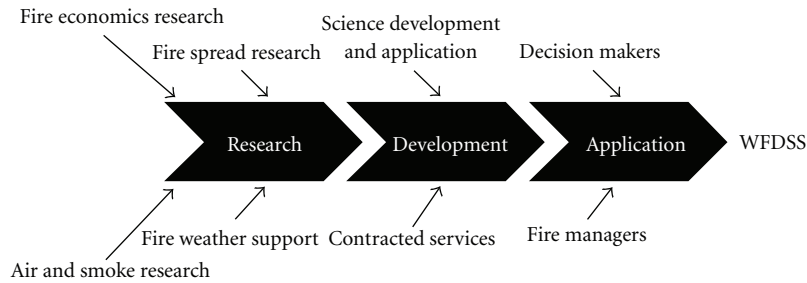 Fire economics research
Fire spread research
Science development
and application
Decision makers
Research
Development
Application
WFDSS
Fire weather support
Contracted services
Fire managers
Air and smoke research